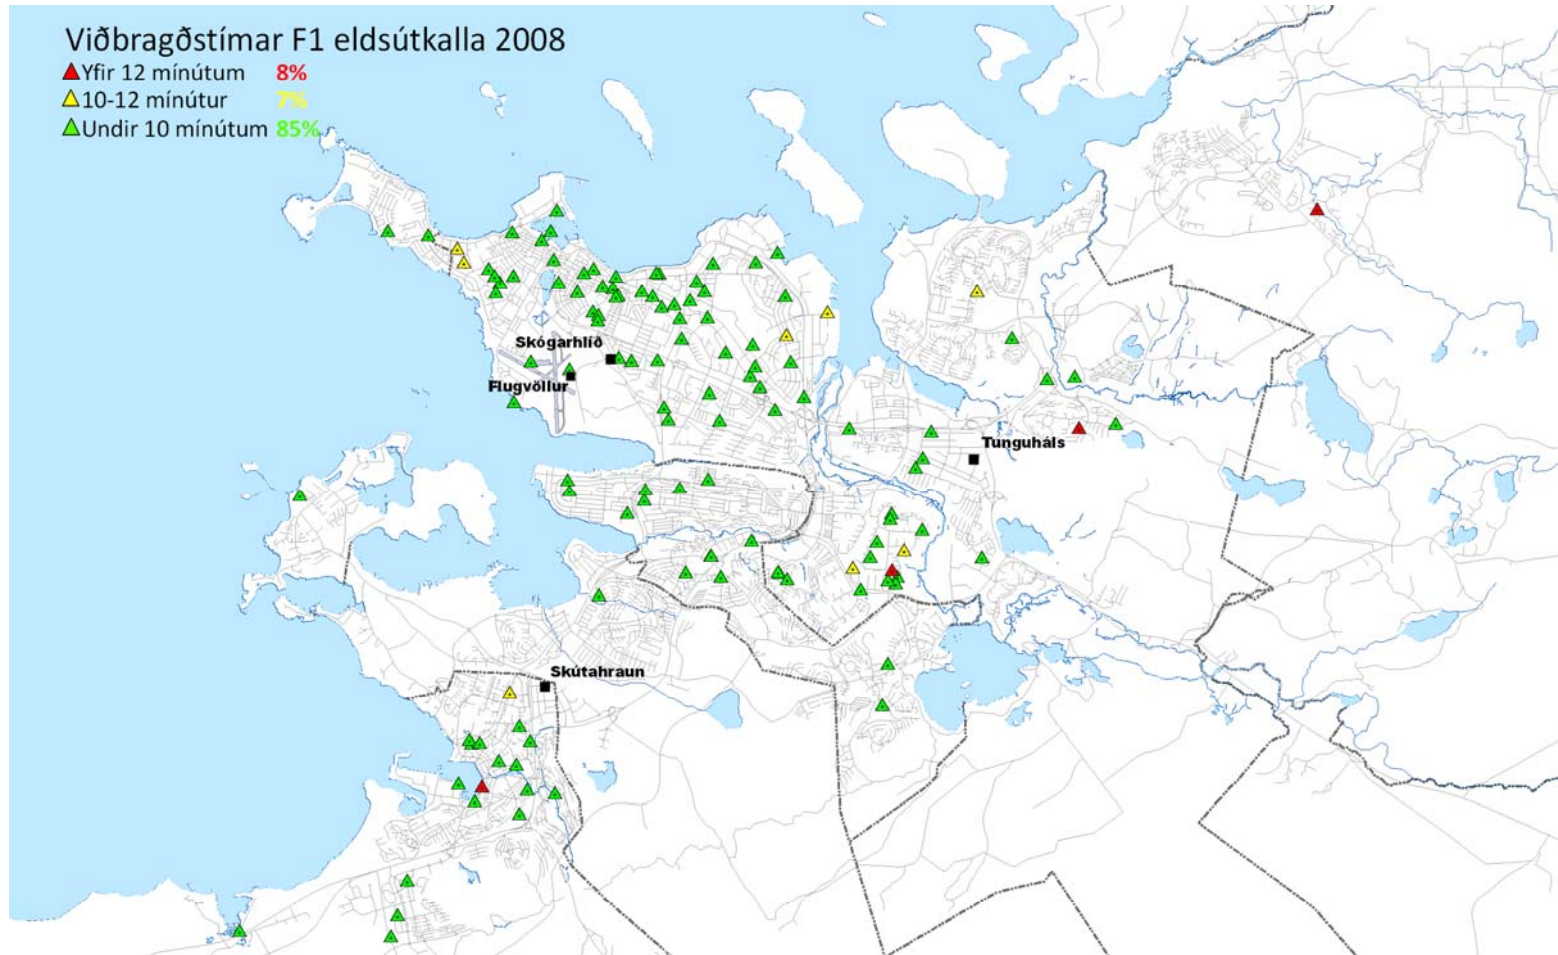 Viðbragðstímar F1 eldsútkalla 2008
Yfir 12 mínútum 8%
10-12 mínútur 7%
Undir 10 mínútum 85%
Skógarhlíð
Flugvöllur
Tunguháls
Skútahraun